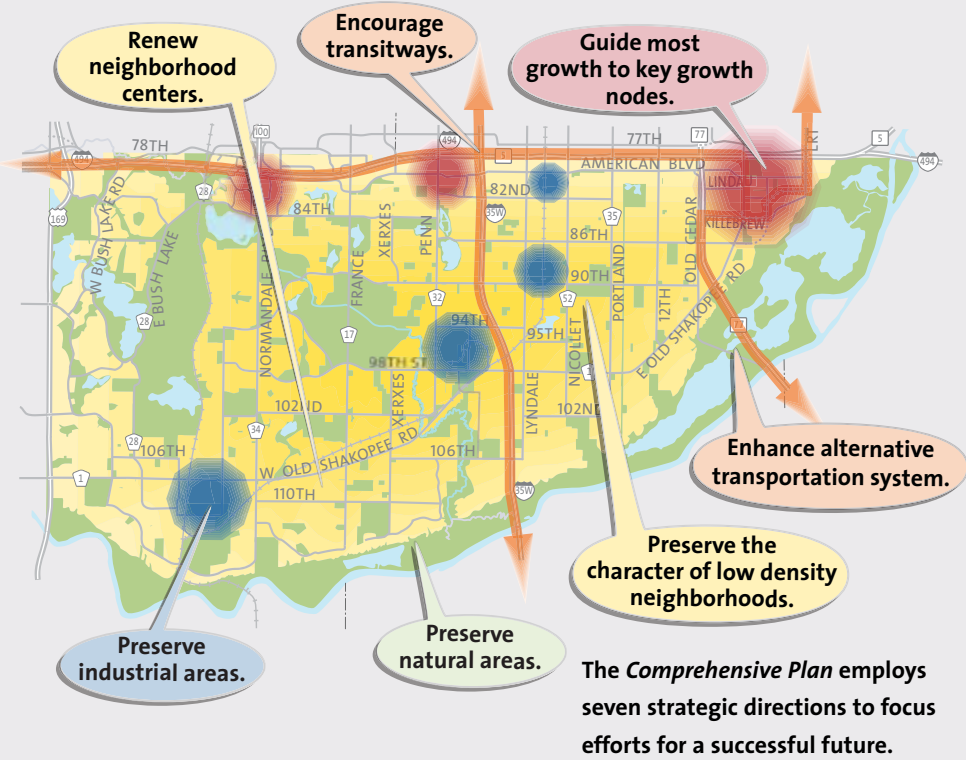 Renew
neighborhood
centers.
Encourage
transitways.
Guide most
growth to key growth
nodes.
100
494
77TH
77
LRT
5
494
78TH
494
5
AMERICAN BLVD
LINDAU
82ND
28
169
84TH
35W
35
KILLEBREW
W BUSH LAKE RD
E BUSH LAKE
NORMANDALE
FRANCE
XERXES
PENN
86TH
90TH
PORTLAND
12TH
OLD CEDAR
E OLD SHAKOPEE RD
32
52
NICOLLET
28
17
94TH
95TH
77
98TH ST
1
XERXES
LYNDALE
102ND
102ND
34
28
106TH
W OLD SHAKOPEE RD
106TH
1
110TH
35W
Enhance alternative
transportation system.
Preserve the
character of low density
neighborhoods.
Preserve
industrial areas.
Preserve
natural areas.
The Comprehensive Plan employs
seven strategic directions to focus
efforts for a successful future.